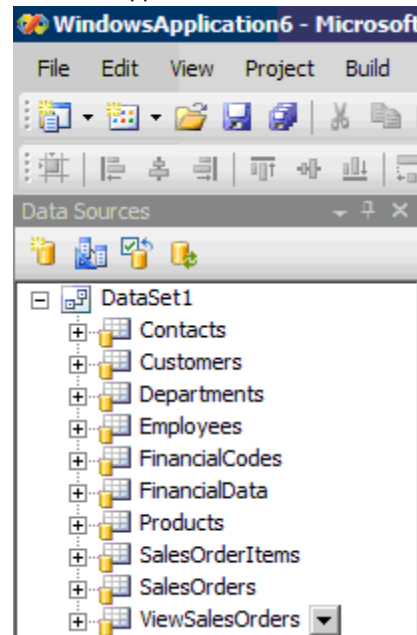 WindowsApplication6 - Microsoft
File Edit View Project Build
Data Sources
DataSet1
Contacts
Customers
Departments
Employees
FinancialCodes
FinancialData
Products
SalesOrderItems
SalesOrders
ViewSalesOrders